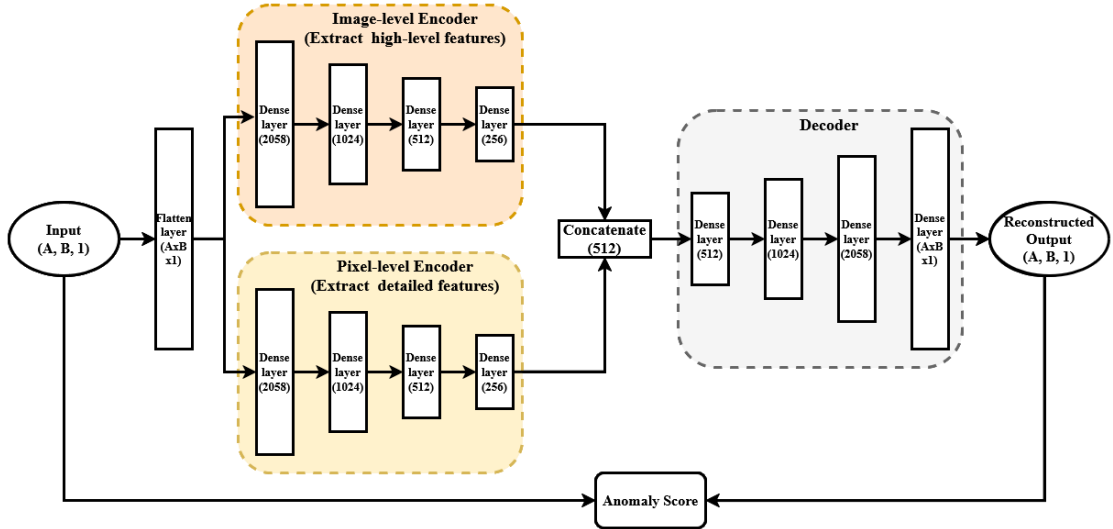 Image-level Encoder
(Extract high-level features)
Dense
layer
(2058)
Dense
layer
(1024)
Dense
layer
(512)
Dense
layer
(256)
Input
(A, B, 1)
Flatten
layer
(AxB
x1)
Pixel-level Encoder
(Extract detailed features)
Dense
layer
(2058)
Dense
layer
(1024)
Dense
layer
(512)
Dense
layer
(256)
Concatenate
(512)
Decoder
Dense
layer
(512)
Dense
layer
(1024)
Dense
layer
(2058)
Dense
layer
(AxB
x1)
Reconstructed
Output
(A, B, 1)
Anomaly Score